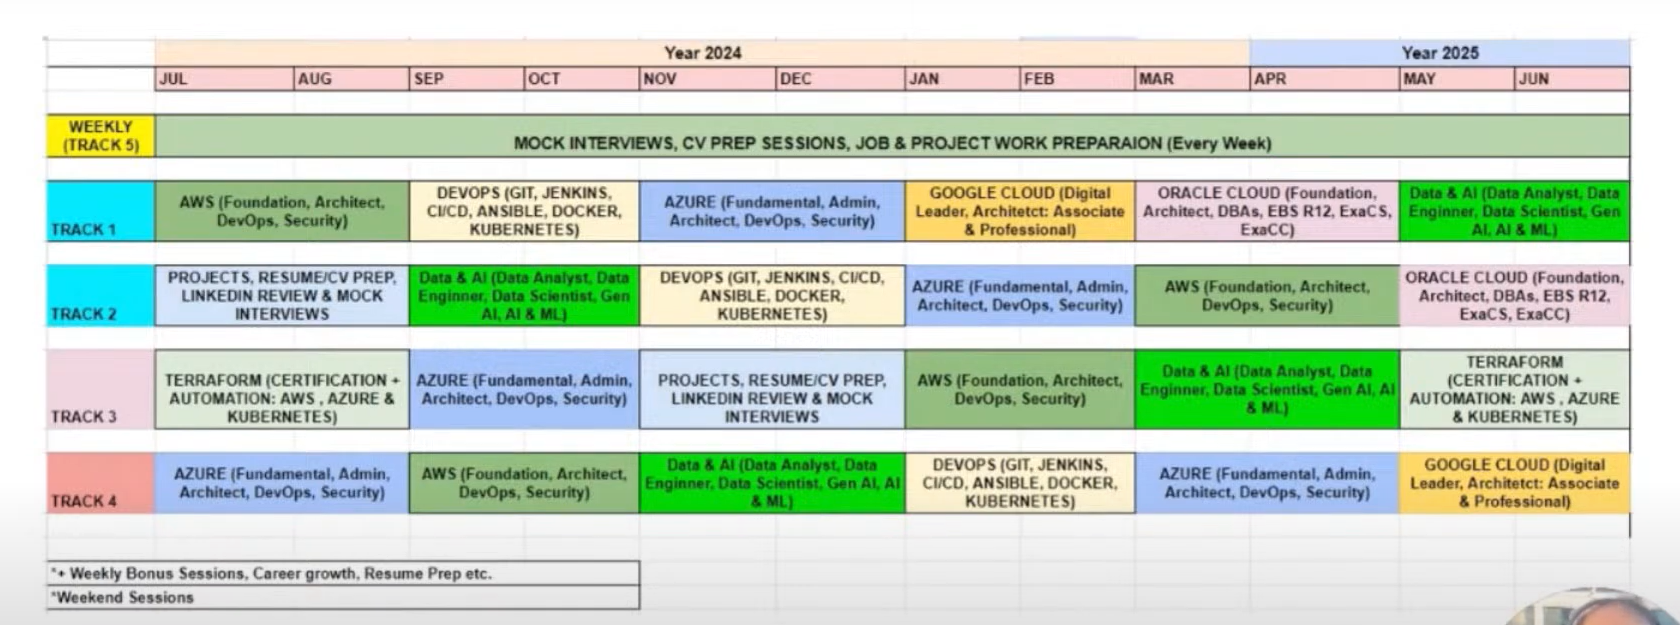 Year 2024 Year 2025
JUL AUG SEP OCT NOV DEC JAN FEB MAR APR MAY JUN
WEEKLY
(TRACK 5)
MOCK INTERVIEWS, CV PREP SESSIONS, JOB & PROJECT WORK PREPARAION (Every Week)
TRACK 1
AWS (Foundation, Architect,
DevOps, Security)
DEVOPS (GIT, JENKINS,
CI/CD, ANSIBLE, DOCKER,
KUBERNETES)
AZURE (Fundamental, Admin,
Architect, DevOps, Security)
GOOGLE CLOUD (Digital
Leader, Architetct: Associate
& Professional)
ORACLE CLOUD (Foundation,
Architect, DBAs, EBS R12, ExaCS,
ExaCC)
Data & AI (Data Analyst, Data
Enginner, Data Scientist, Gen
AI, AI & ML)
TRACK 2
PROJECTS, RESUME/CV PREP,
LINKEDIN REVIEW & MOCK
INTERVIEWS
Data & AI (Data Analyst, Data
Enginner, Data Scientist, Gen
AI, AI & ML)
DEVOPS (GIT, JENKINS, CI/CD,
ANSIBLE, DOCKER,
KUBERNETES)
AZURE (Fundamental, Admin,
Architect, DevOps, Security)
AWS (Foundation, Architect,
DevOps, Security)
ORACLE CLOUD (Foundation,
Architect, DBAs, EBS R12,
ExaCS, ExaCC)
TRACK 3
TERRAFORM (CERTIFICATION +
AUTOMATION: AWS , AZURE &
KUBERNETES)
AZURE (Fundamental, Admin,
Architect, DevOps, Security)
PROJECTS, RESUME/CV PREP,
LINKEDIN REVIEW & MOCK
INTERVIEWS
AWS (Foundation, Architect,
DevOps, Security)
Data & AI (Data Analyst, Data
Enginner, Data Scientist, Gen AI, AI
& ML)
TERRAFORM
(CERTIFICATION +
AUTOMATION: AWS , AZURE
& KUBERNETES)
TRACK 4
AZURE (Fundamental, Admin,
Architect, DevOps, Security)
AWS (Foundation, Architect,
DevOps, Security)
Data & AI (Data Analyst, Data
Enginner, Data Scientist, Gen AI, AI
& ML)
DEVOPS (GIT, JENKINS,
CI/CD, ANSIBLE, DOCKER,
KUBERNETES)
AZURE (Fundamental, Admin,
Architect, DevOps, Security)
GOOGLE CLOUD (Digital
Leader, Architetct: Associate
& Professional)
*+ Weekly Bonus Sessions, Career growth, Resume Prep etc.
*Weekend Sessions